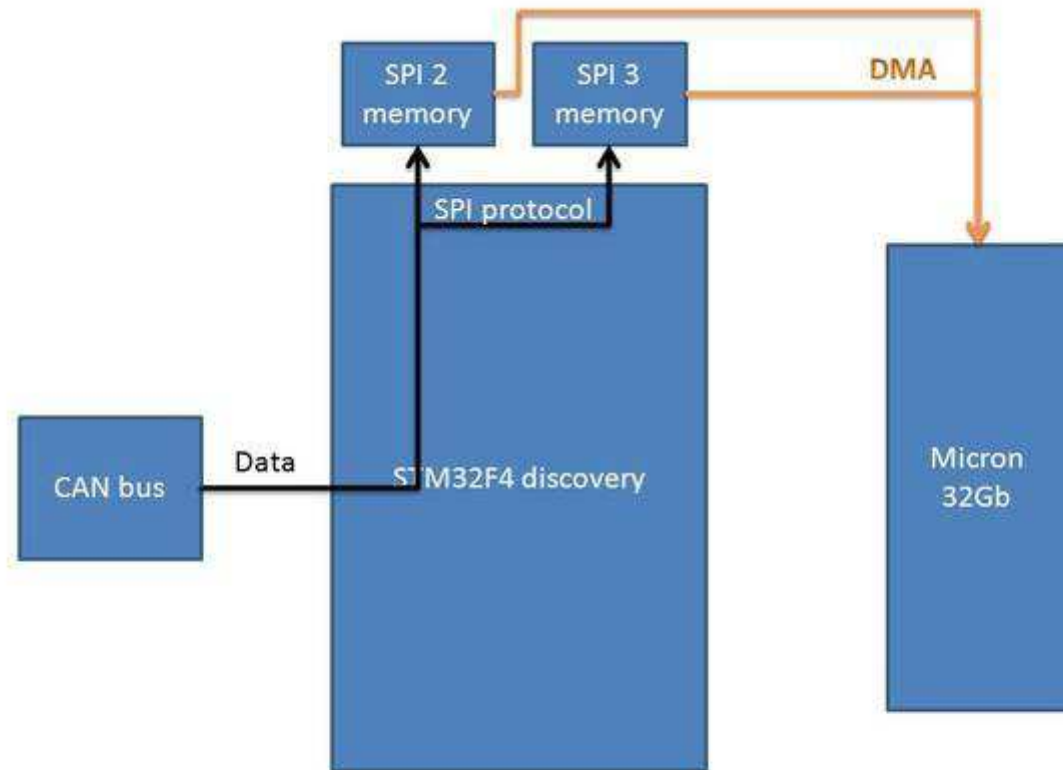 SPI 2
memory
SPI 3
memory
DMA
SPI protocol
CAN bus
Data
STM32F4 discovery
Micron
32Gb